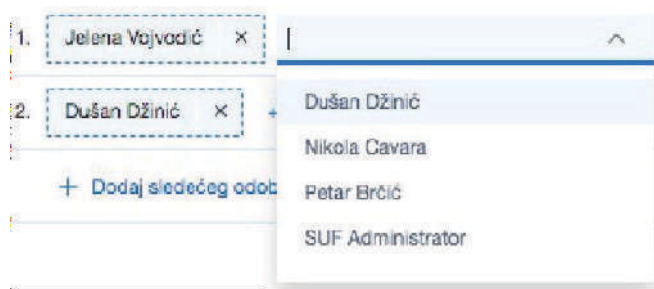 1. Jelena Vojvodić ×
2. Dušan Džinić × +
+ Dodaj sledećeg odob
Dušan Džinić
Nikola Cavara
Petar Brčić
SUF Administrator